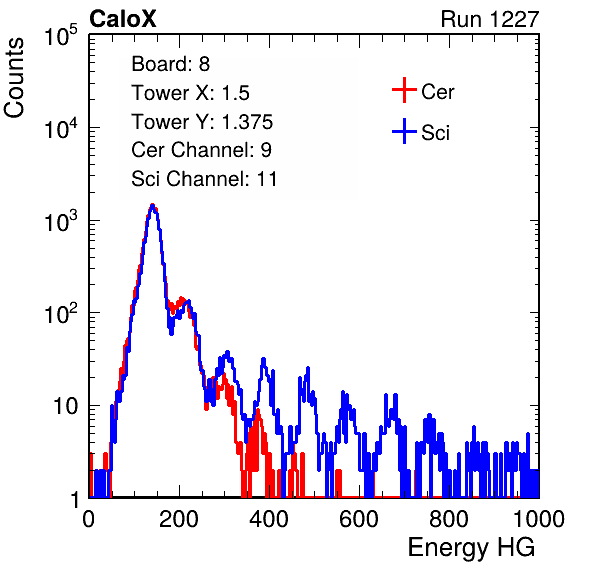 CaloX Run 1227
Counts
Board: 8
Tower X: 1.5
Tower Y: 1.375
Cer Channel: 9
Sci Channel: 11
Cer
Sci
10^5
10^4
10^3
10^2
10
1
0 200 400 600 800 1000
Energy HG